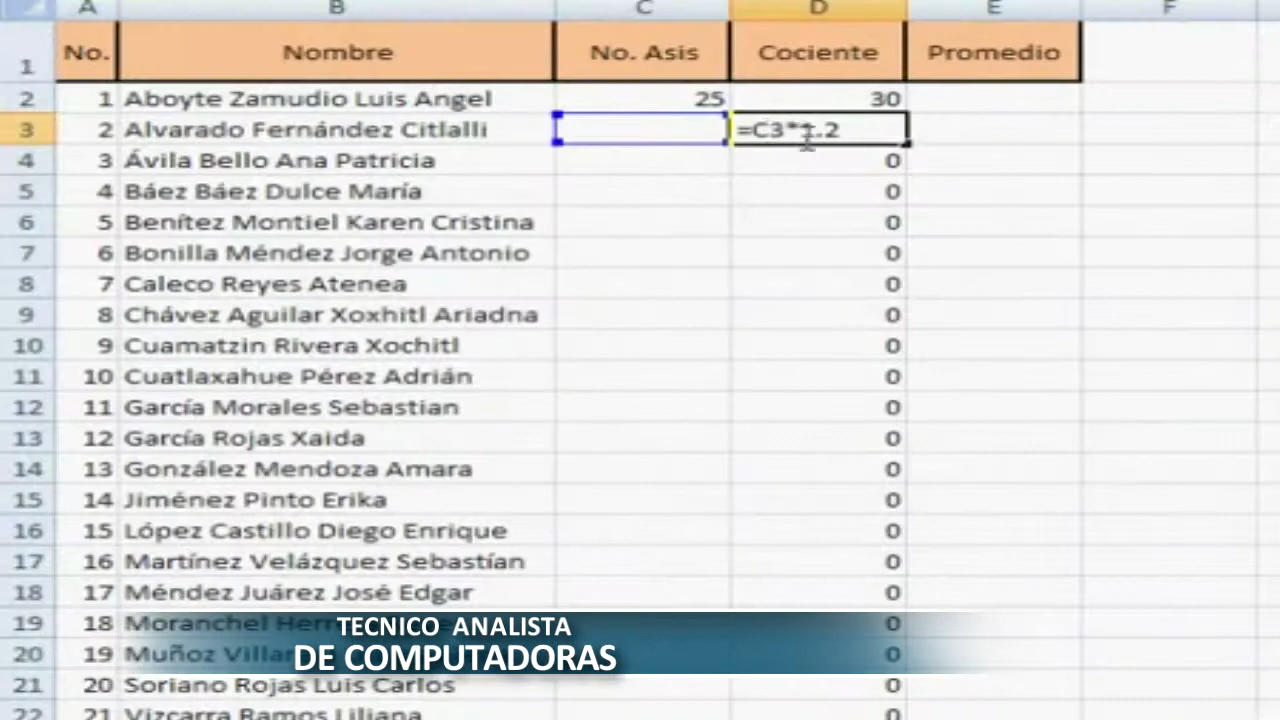 A B C D E F
1 No. Nombre No. Asis Cociente Promedio
2 1 Aboyte Zamudio Luis Angel 25 30
3 2 Alvarado Fernández Citlalli =C3*1.2
4 3 Ávila Bello Ana Patricia 0
5 4 Báez Báez Dulce María 0
6 5 Benítez Montiel Karen Cristina 0
7 6 Bonilla Méndez Jorge Antonio 0
8 7 Caleco Reyes Atenea 0
9 8 Chávez Aguilar Xoxhitl Ariadna 0
10 9 Cuamatzin Rivera Xochitl 0
11 10 Cuatlaxahue Pérez Adrián 0
12 11 García Morales Sebastian 0
13 12 García Rojas Xaida 0
14 13 González Mendoza Amara 0
15 14 Jiménez Pinto Erika 0
16 15 López Castillo Diego Enrique 0
17 16 Martínez Velázquez Sebastían 0
18 17 Méndez Juárez José Edgar 0
19 18 Moranchel 0
TECNICO ANALISTA
20 19 Muñoz 0
DE COMPUTADORAS
21 20 Soriano Rojas Luis Carlos 0
22 21 Vizcarra Ramos Liliana 0